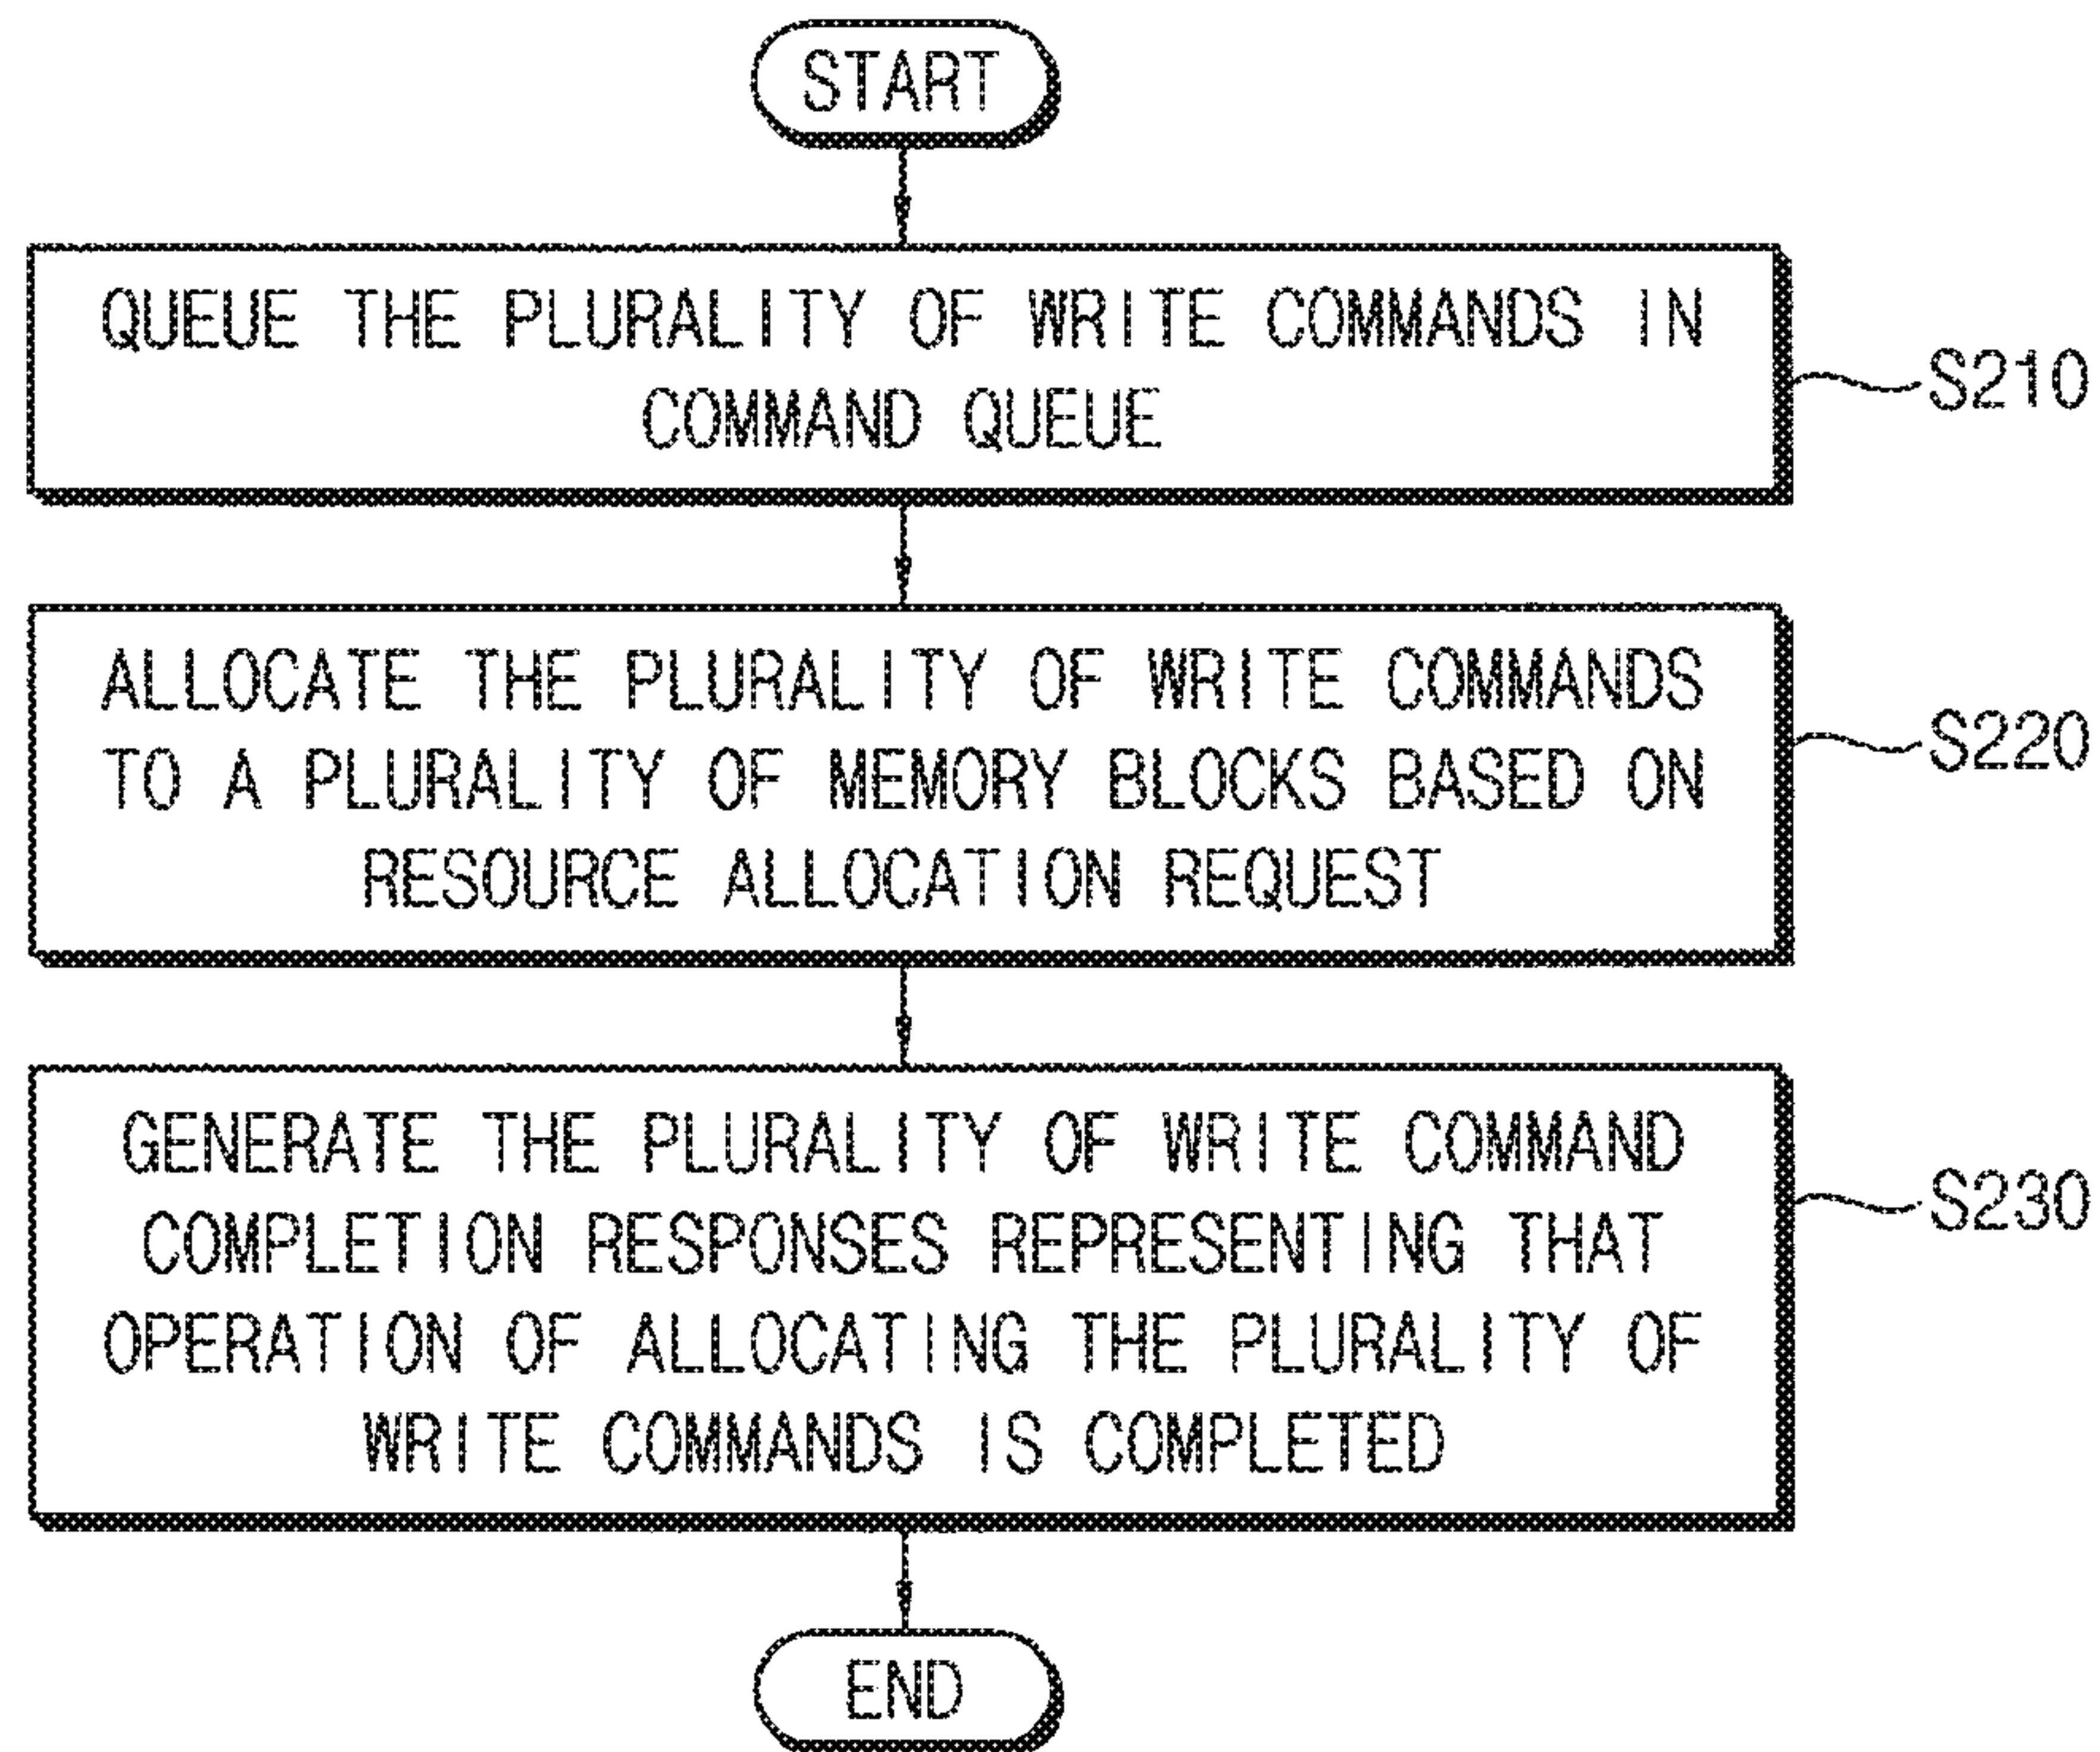 START
QUEUE THE PLURALITY OF WRITE COMMANDS IN
COMMAND QUEUE
S210
ALLOCATE THE PLURALITY OF WRITE COMMANDS
TO A PLURALITY OF MEMORY BLOCKS BASED ON
RESOURCE ALLOCATION REQUEST
S220
GENERATE THE PLURALITY OF WRITE COMMAND
COMPLETION RESPONSES REPRESENTING THAT
OPERATION OF ALLOCATING THE PLURALITY OF
WRITE COMMANDS IS COMPLETED
S230
END